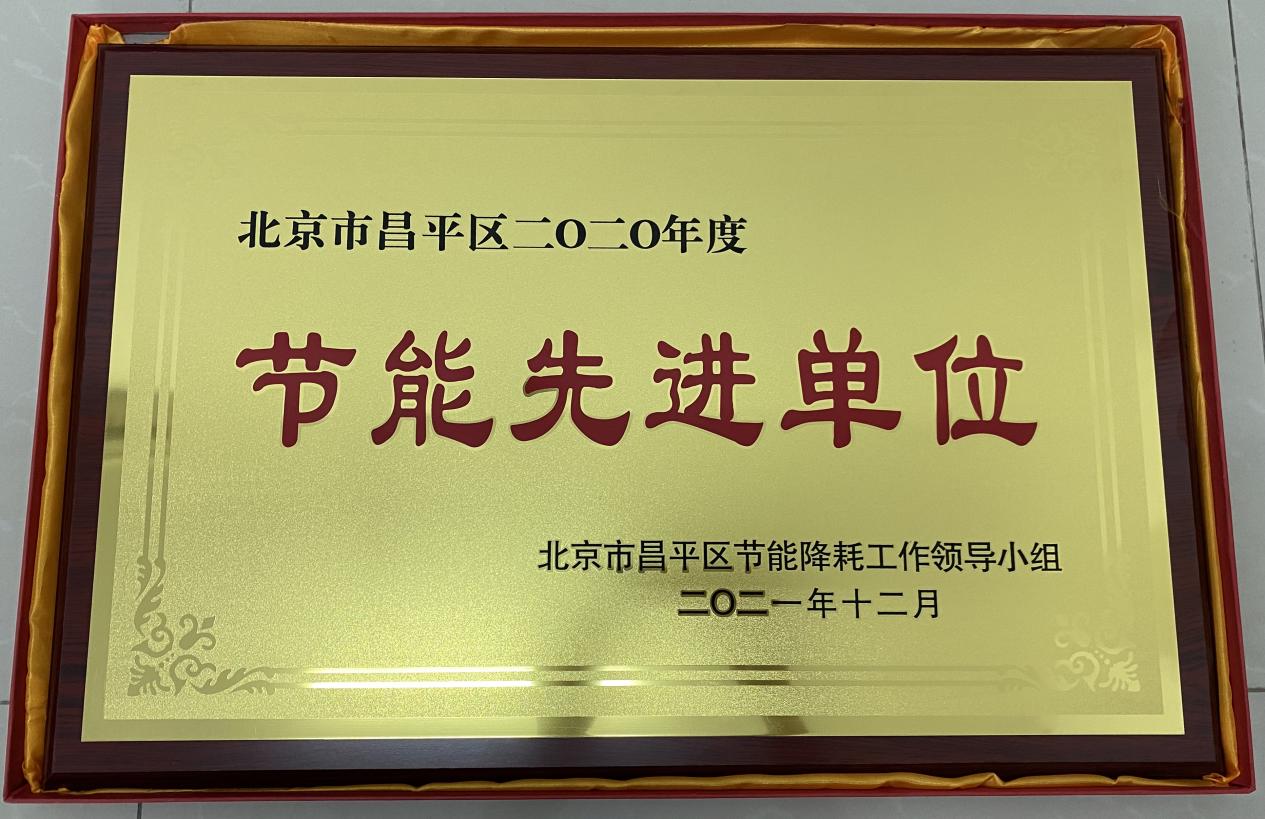 北京市昌平区二〇二〇年度
节能先进单位
北京市昌平区节能降耗工作领导小组
二〇二一年十二月